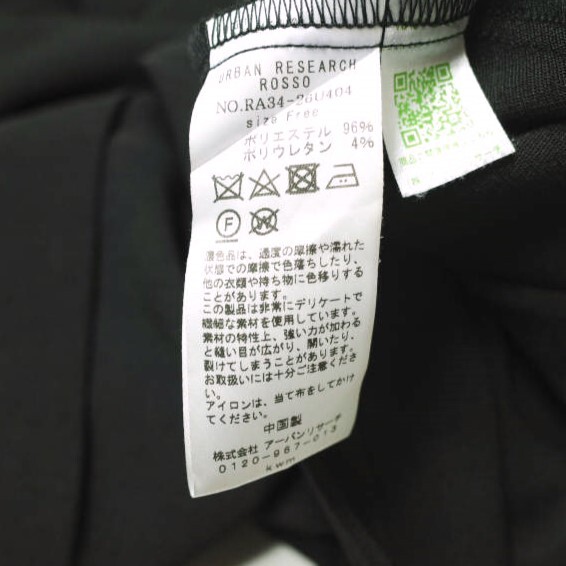 URBAN RESEARCH
ROSSO
NO.RA34-26U404
size Free
ポリエステル 96%
ポリウレタン 4%
F
W
濃色品は、過度の摩擦や濡れた
状態での摩擦で色落ちしたり、
他の衣類や持ち物に色移りする
ことがあります。
この製品は非常にデリケートで
繊細な素材を使用しています。
素材の特性上、強い力が加わる
と縫い目が広がり、開いたり、
裂けてしまうことがあります。
お取扱いには十分ご注意くださ
い。
アイロンは、当て布をしてかけ
てください。
中国製
株式会社 アーバンリサーチ
0120-967-013
kwm